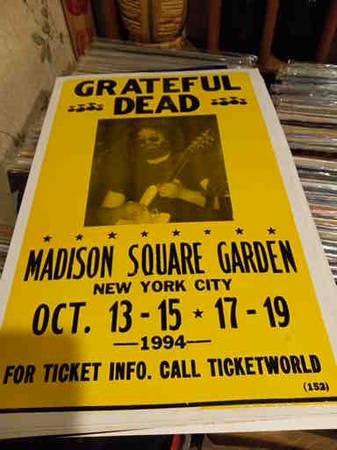 GRATEFUL
DEAD
MADISON SQUARE GARDEN
NEW YORK CITY
OCT. 13-15 ★ 17-19
—1994—
FOR TICKET INFO. CALL TICKETWORLD
(152)